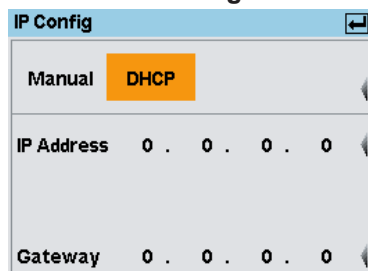 IP Config
Manual DHCP
IP Address 0 . 0 . 0 . 0
Gateway 0 . 0 . 0 . 0